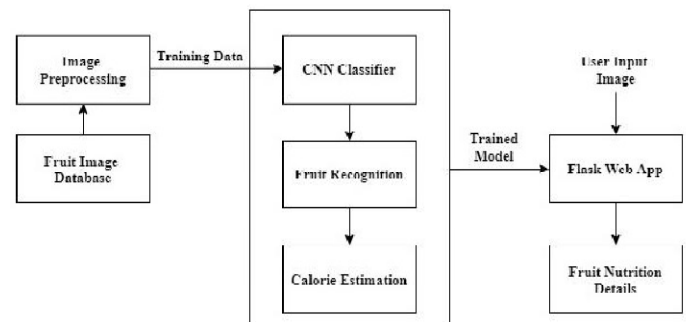 Image
Preprocessing
Training Data
Fruit Image
Database
CNN Classifier
Fruit Recognition
Calorie Estimation
Trained
Model
User Input
Image
Flask Web App
Fruit Nutrition
Details